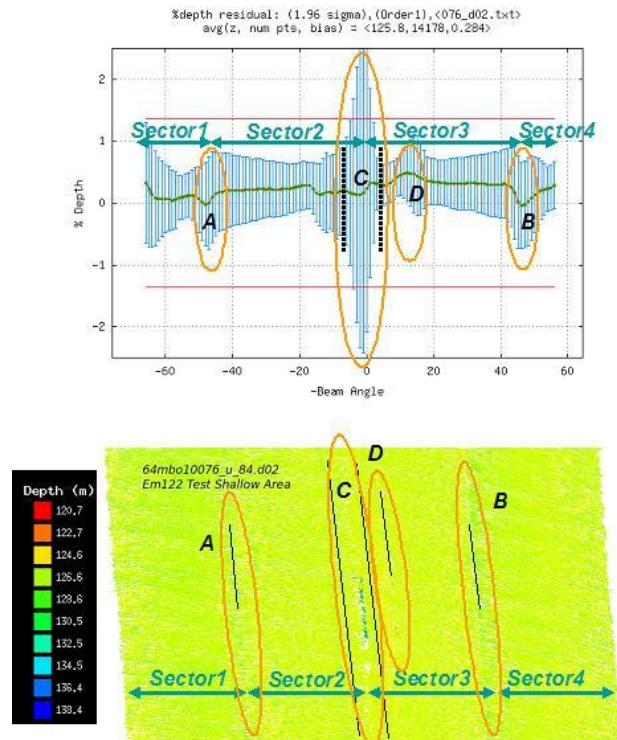 %depth residual: (1.96 sigma),(Order1),<076_d02.txt>
avg(z, num pts, bias) = <125.8,14178,0.284>
2
1
0
-1
-2
% Depth
Sector1
Sector2
Sector3
Sector4
A
C
D
B
-60
-40
-20
0
20
40
60
-Beam Angle
64mbo10076_u_84.d02
Em122 Test Shallow Area
D
C
B
A
Depth (m)
120.7
122.7
124.6
126.6
128.6
130.5
132.5
134.5
136.4
138.4
Sector1
Sector2
Sector3
Sector4